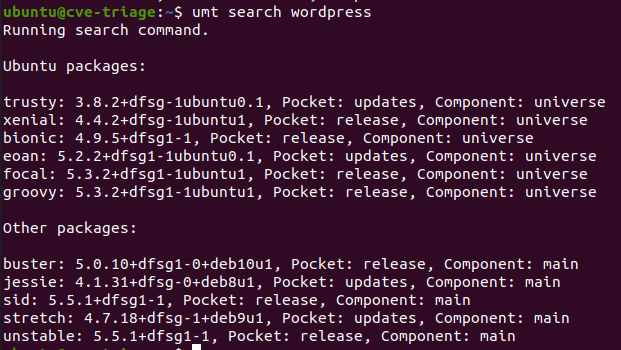 ubuntu@cve-triage:~$ umt search wordpress
Running search command.
Ubuntu packages:
trusty: 3.8.2+dfsg-1ubuntu0.1, Pocket: updates, Component: universe
xenial: 4.4.2+dfsg-1ubuntu1, Pocket: release, Component: universe
bionic: 4.9.5+dfsg1-1, Pocket: release, Component: universe
eoan: 5.2.2+dfsg1-1ubuntu0.1, Pocket: updates, Component: universe
focal: 5.3.2+dfsg1-1ubuntu1, Pocket: release, Component: universe
groovy: 5.3.2+dfsg1-1ubuntu1, Pocket: release, Component: universe
Other packages:
buster: 5.0.10+dfsg1-0+deb10u1, Pocket: release, Component: main
jessie: 4.1.31+dfsg-0+deb8u1, Pocket: updates, Component: main
sid: 5.5.1+dfsg1-1, Pocket: release, Component: main
stretch: 4.7.18+dfsg-1+deb9u1, Pocket: updates, Component: main
unstable: 5.5.1+dfsg1-1, Pocket: release, Component: main